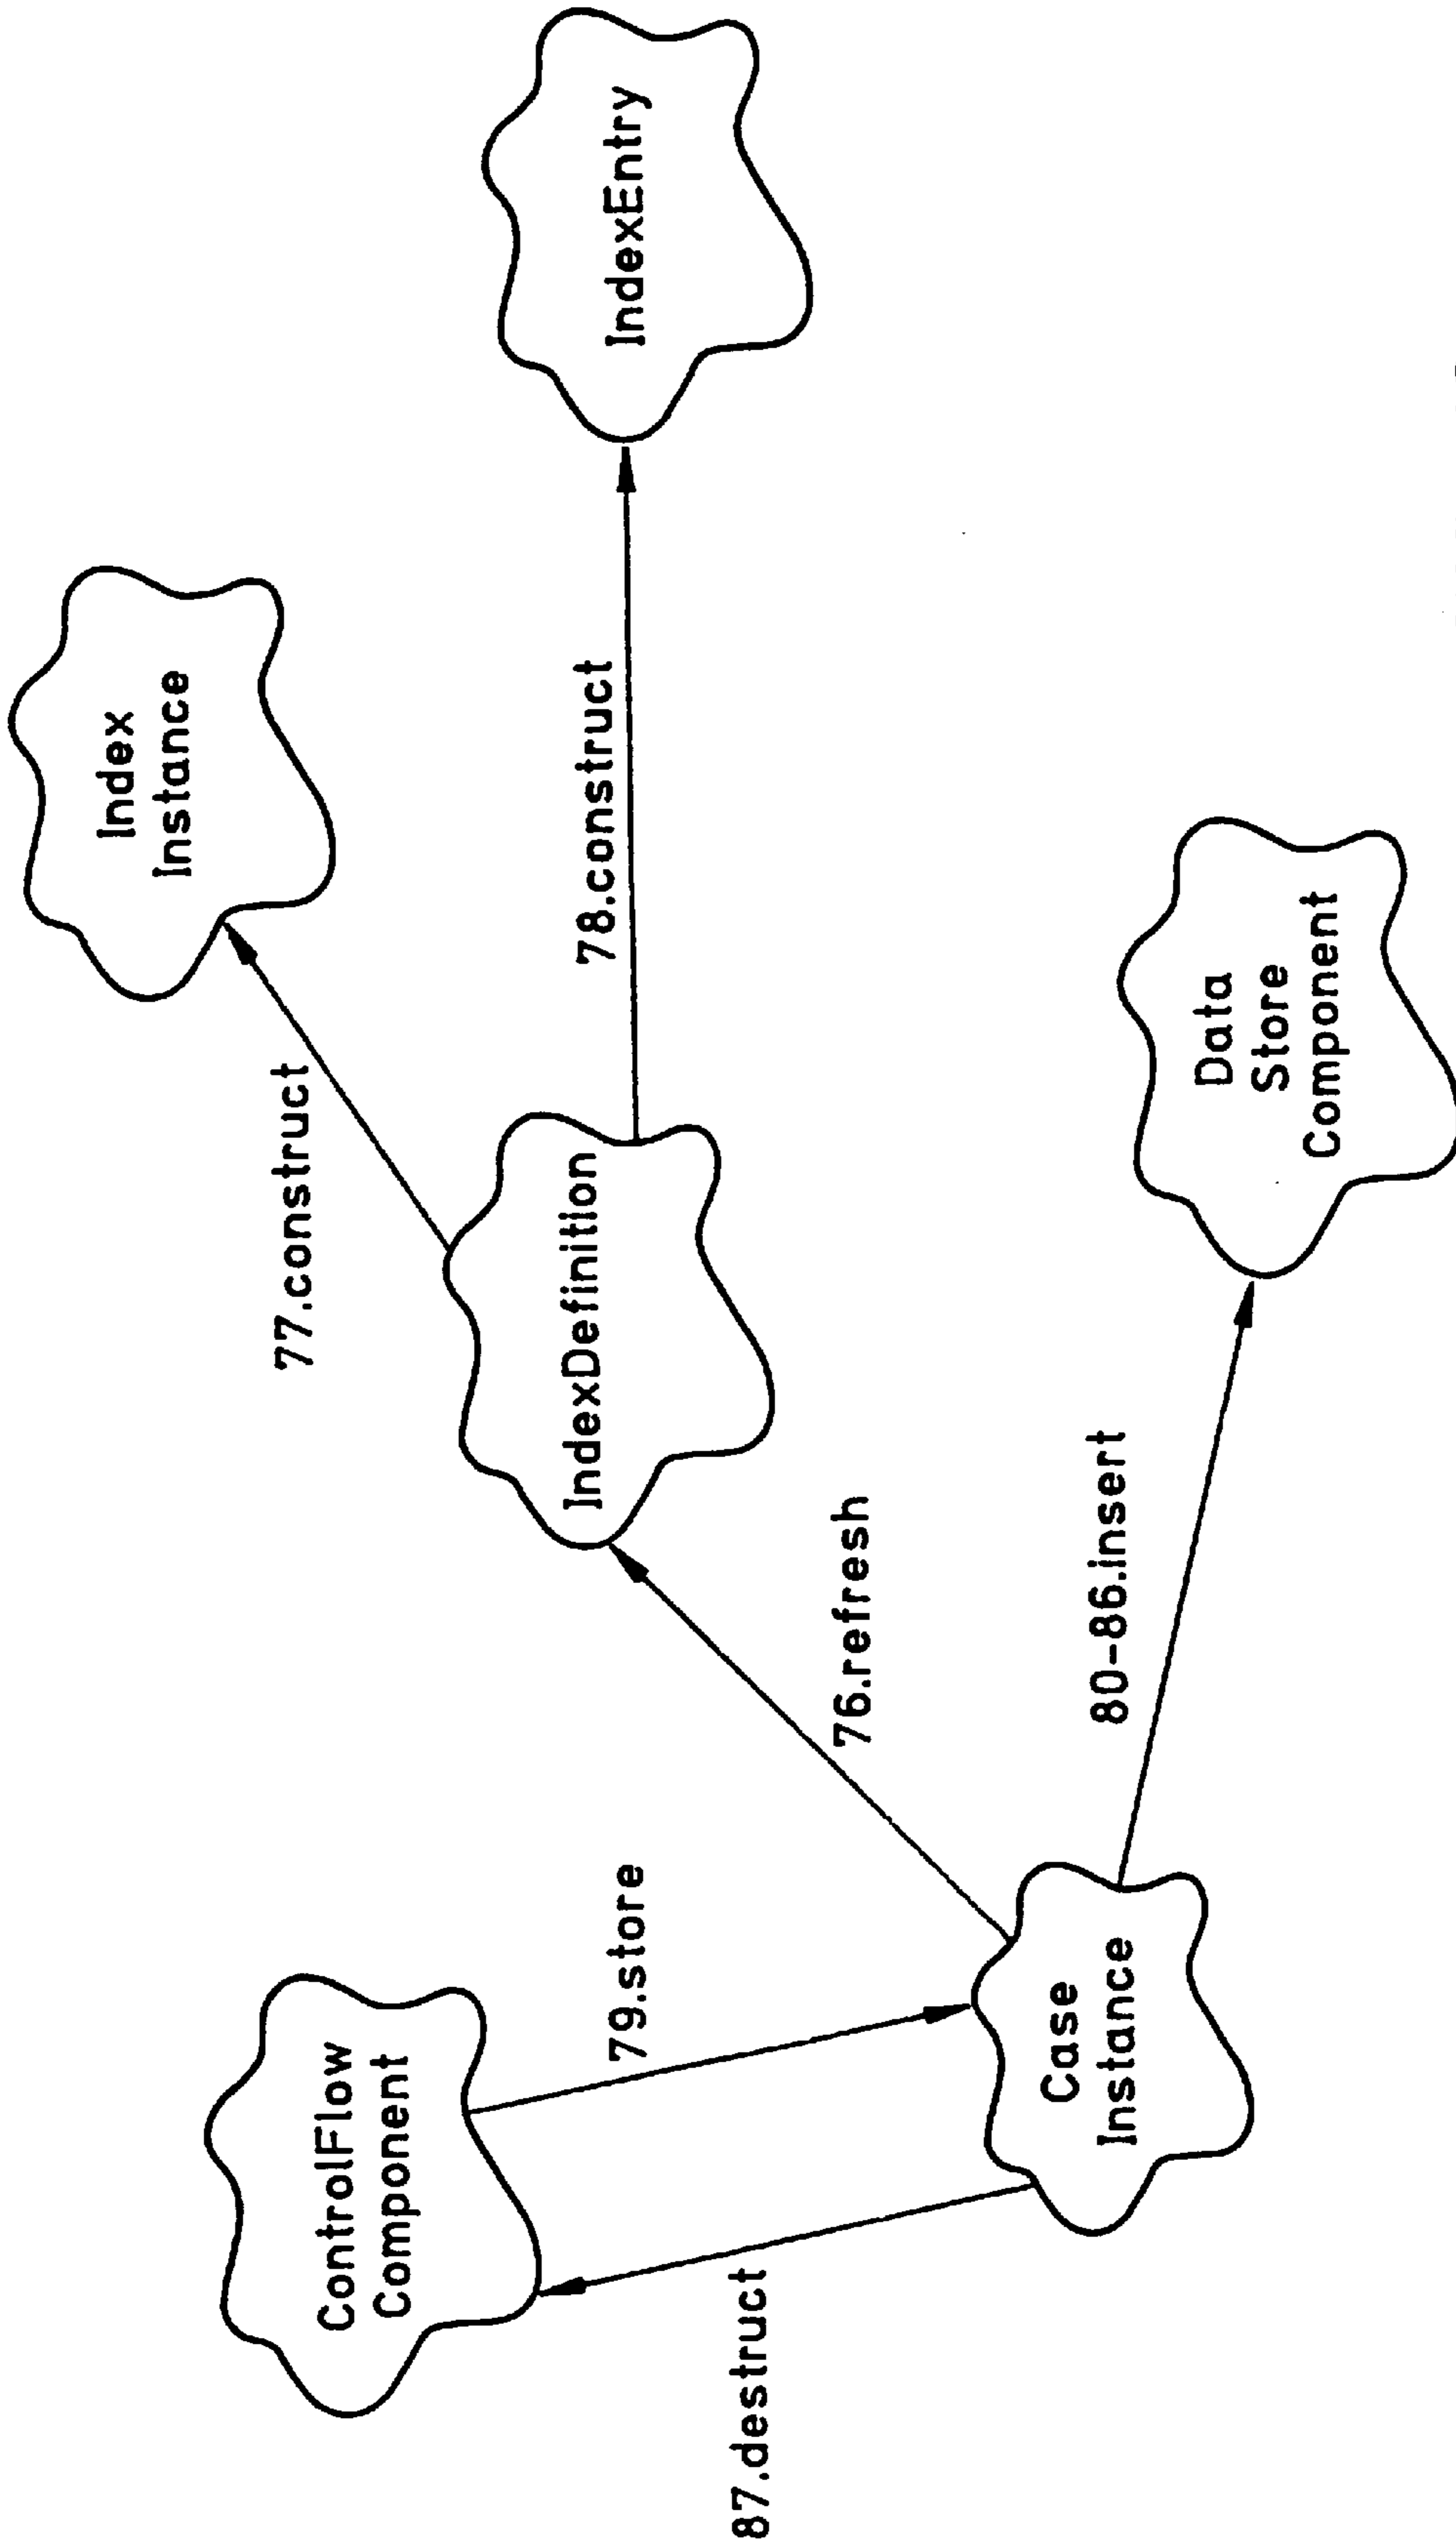 ControlFlow
Component
Index
Instance
77.construct
87.destruct
79.store
IndexDefinition
78.construct
IndexEntry
76.refresh
Case
Instance
80-86.insert
Data
Store
Component